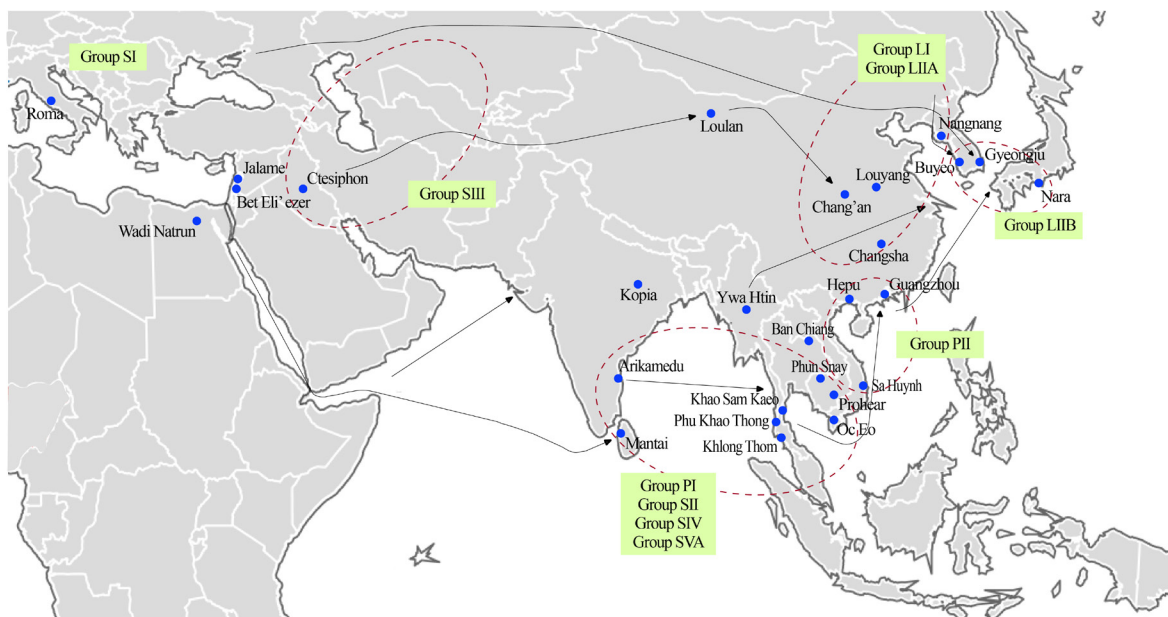 Group SI
Group LI
Group LIIA
Roma
Loulan
Nangnang
Buyeo
Gyeongju
Jalame
Ctesiphon
Bet Eli’ezer
Group SIII
Louyang
Chang’an
Nara
Wadi Natrun
Group LIIB
Changsha
Kopia
Ywa Htin
Hepu
Guangzhou
Ban Chiang
Group PII
Arikamedu
Phun Snay
Sa Huynh
Khao Sam Kaeo
Prohear
Phu Khao Thong
Oc Eo
Mantai
Khlong Thom
Group PI
Group SII
Group SIV
Group SVA